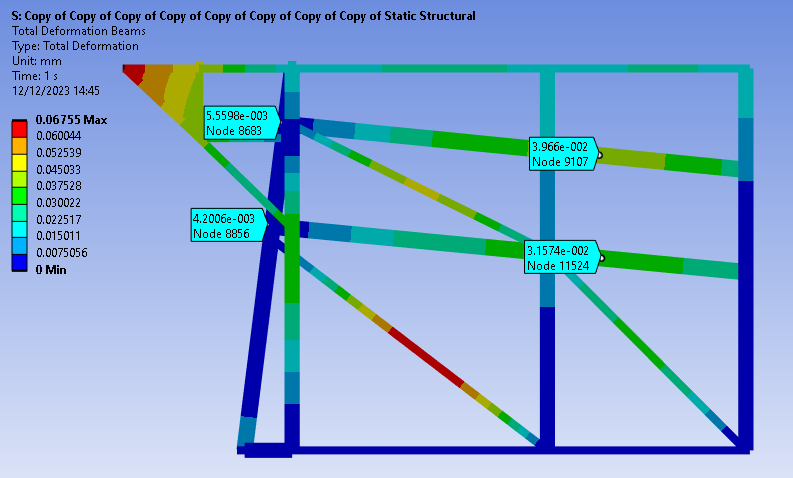 S: Copy of Copy of Copy of Copy of Copy of Copy of Copy of Copy of Static Structural
Total Deformation Beams
Type: Total Deformation
Unit: mm
Time: 1 s
12/12/2023 14:45
0.06755 Max
0.060044
0.052539
0.045033
0.037528
0.030022
0.022517
0.015011
0.0075056
0 Min
5.5598e-003
Node 8683
3.966e-002
Node 9107
4.2006e-003
Node 8856
3.1574e-002
Node 11524